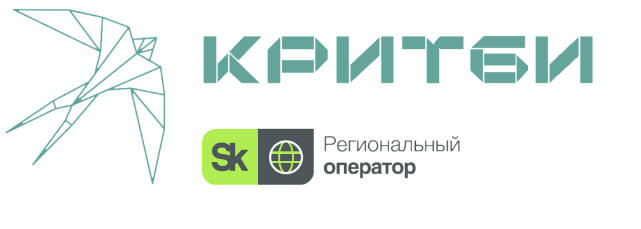 КРИТБИ
Sk
Региональный
оператор